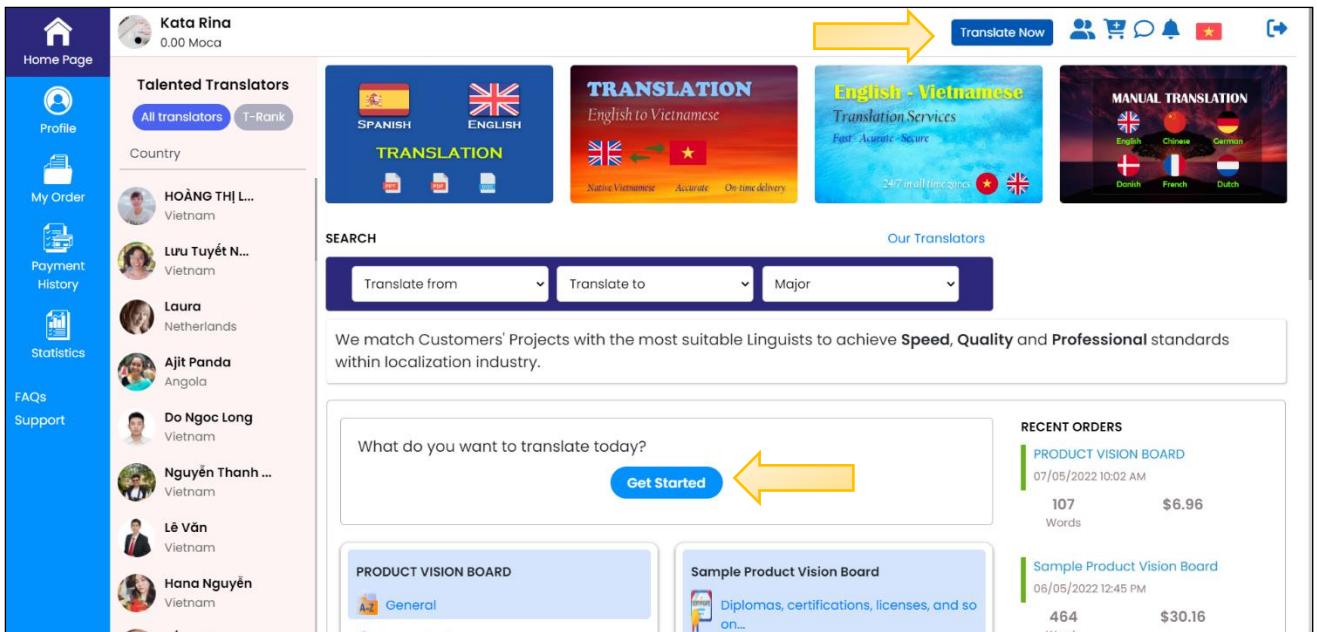 Home Page
Profile
My Order
Payment
History
Statistics
FAQs
Support
Kata Rina
0.00 Moca
Translate Now
Talented Translators
All translators
T-Rank
Country
HOÀNG THỊ L...
Vietnam
Lưu Tuyết N...
Vietnam
Laura
Netherlands
Ajit Panda
Angola
Do Ngoc Long
Vietnam
Nguyễn Thanh ...
Vietnam
Lê Văn
Vietnam
Hana Nguyễn
Vietnam
SPANISH
ENGLISH
TRANSLATION
PPT
PDF
TRANSLATION
English to Vietnamese
Native Vietnamese Accurate On-time delivery
English - Vietnamese
Translation Services
Fast - Acurate - Secure
24/7 in all time zones
MANUAL TRANSLATION
English Chinese German
Danish French Dutch
SEARCH
Our Translators
Translate from
Translate to
Major
We match Customers' Projects with the most suitable Linguists to achieve Speed, Quality and Professional standards
within localization industry.
What do you want to translate today?
Get Started
PRODUCT VISION BOARD
A-Z
General
Sample Product Vision Board
Diplomas, certifications, licenses, and so
on...
RECENT ORDERS
PRODUCT VISION BOARD
07/05/2022 10:02 AM
107 $6.96
Words
Sample Product Vision Board
06/05/2022 12:45 PM
464 $30.16